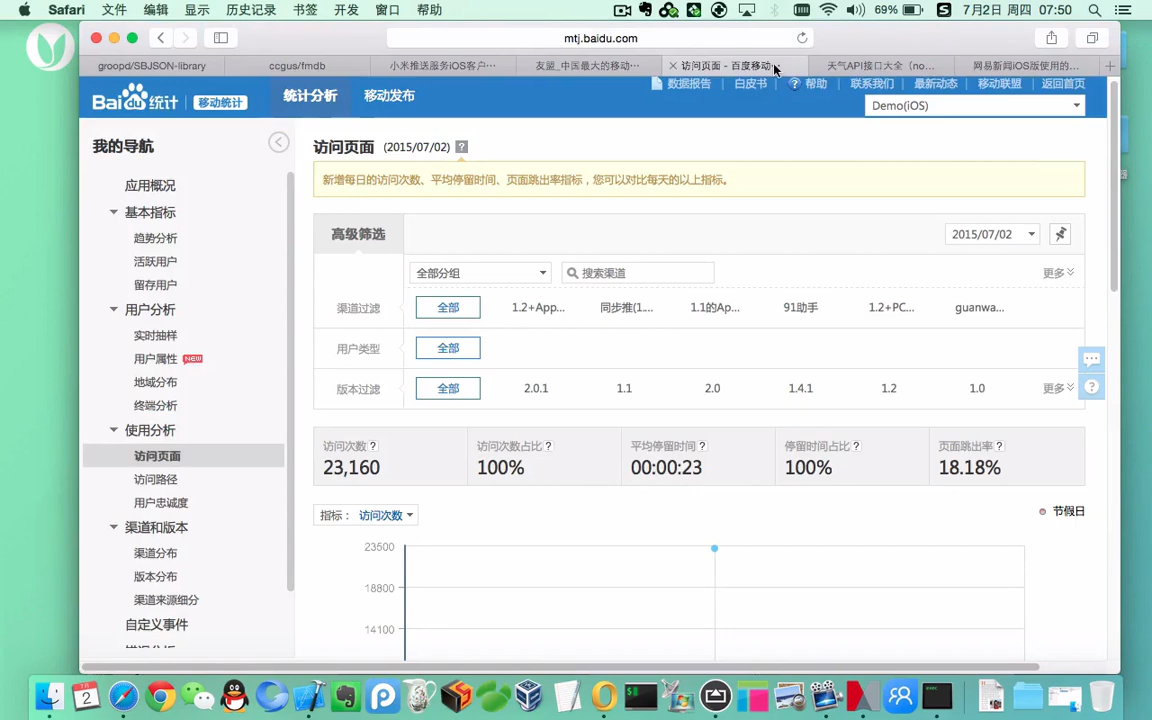 Safari 文件 编辑 显示 历史记录 书签 开发 窗口 帮助 69% 7月2日 周四 07:50
mtj.baidu.com
groopd/SBJSON-library ccgus/fmdb 小米推送服务iOS客户… 友盟_中国最大的移动… 访问页面 - 百度移动… 天气API接口大全（no… 网易新闻iOS版使用的…
数据报告 白皮书 帮助 联系我们 最新动态 移动联盟 返回首页
Baidu统计 移动统计 统计分析 移动发布
Demo(iOS)
我的导航
应用概况
基本指标
趋势分析
活跃用户
留存用户
用户分析
实时抽样
用户属性 NEW
地域分布
终端分析
使用分析
访问页面
访问路径
用户忠诚度
渠道和版本
渠道分布
版本分布
渠道来源细分
自定义事件
访问页面 (2015/07/02) ?
新增每日的访问次数、平均停留时间、页面跳出率指标，您可以对比每天的以上指标。
高级筛选 2015/07/02
全部分组 搜索渠道 更多
渠道过滤 全部 1.2+App... 同步推(1.... 1.1的Ap... 91助手 1.2+PC... guanwa...
用户类型 全部
版本过滤 全部 2.0.1 1.1 2.0 1.4.1 1.2 1.0 更多
访问次数 ? 访问次数占比 ? 平均停留时间 ? 停留时间占比 ? 页面跳出率 ?
23,160 100% 00:00:23 100% 18.18%
指标： 访问次数 节假日
23500
18800
14100